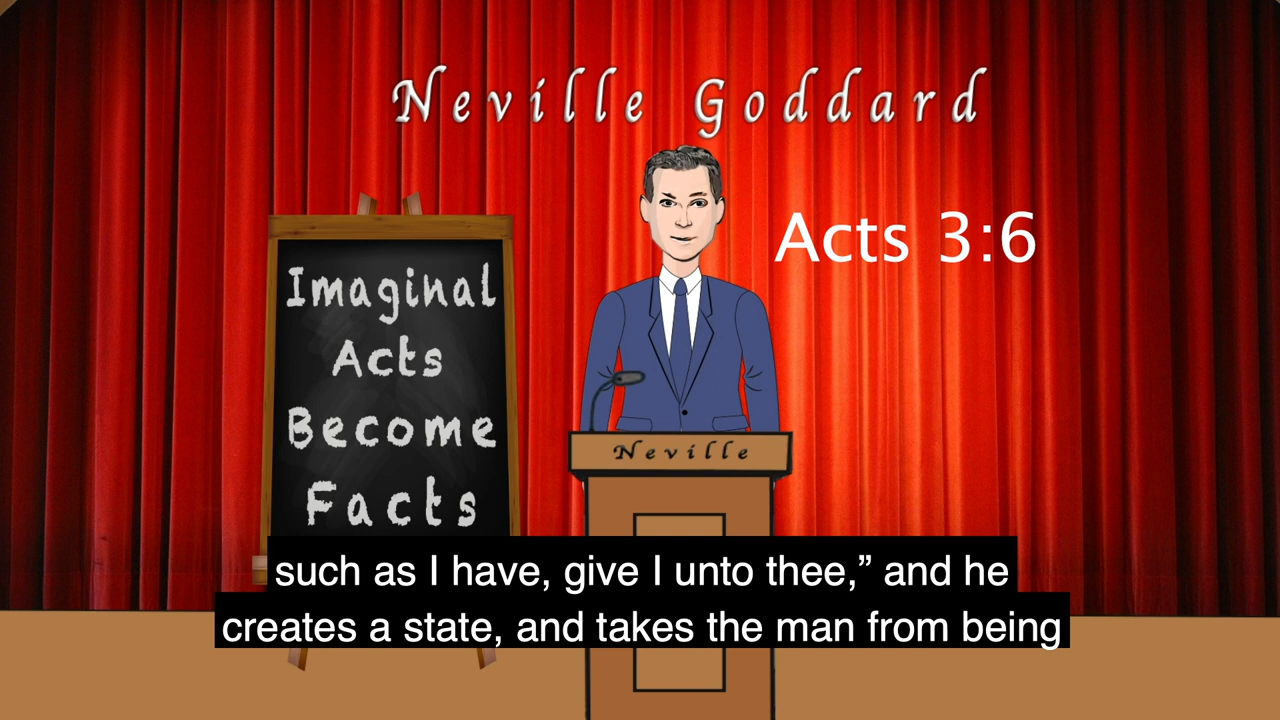 Neville Goddard
Acts 3:6
Imaginal
Acts
Become
Facts
Neville
such as I have, give I unto thee,” and he
creates a state, and takes the man from being